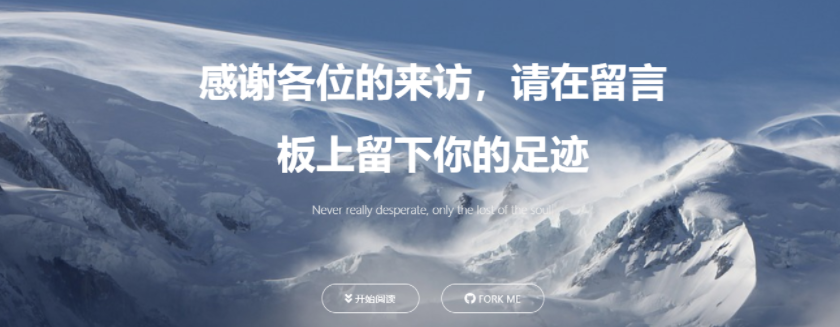 感谢各位的来访，请在留言
板上留下你的足迹
Never really desperate, only the lost of the soul
开始阅读 FORK ME